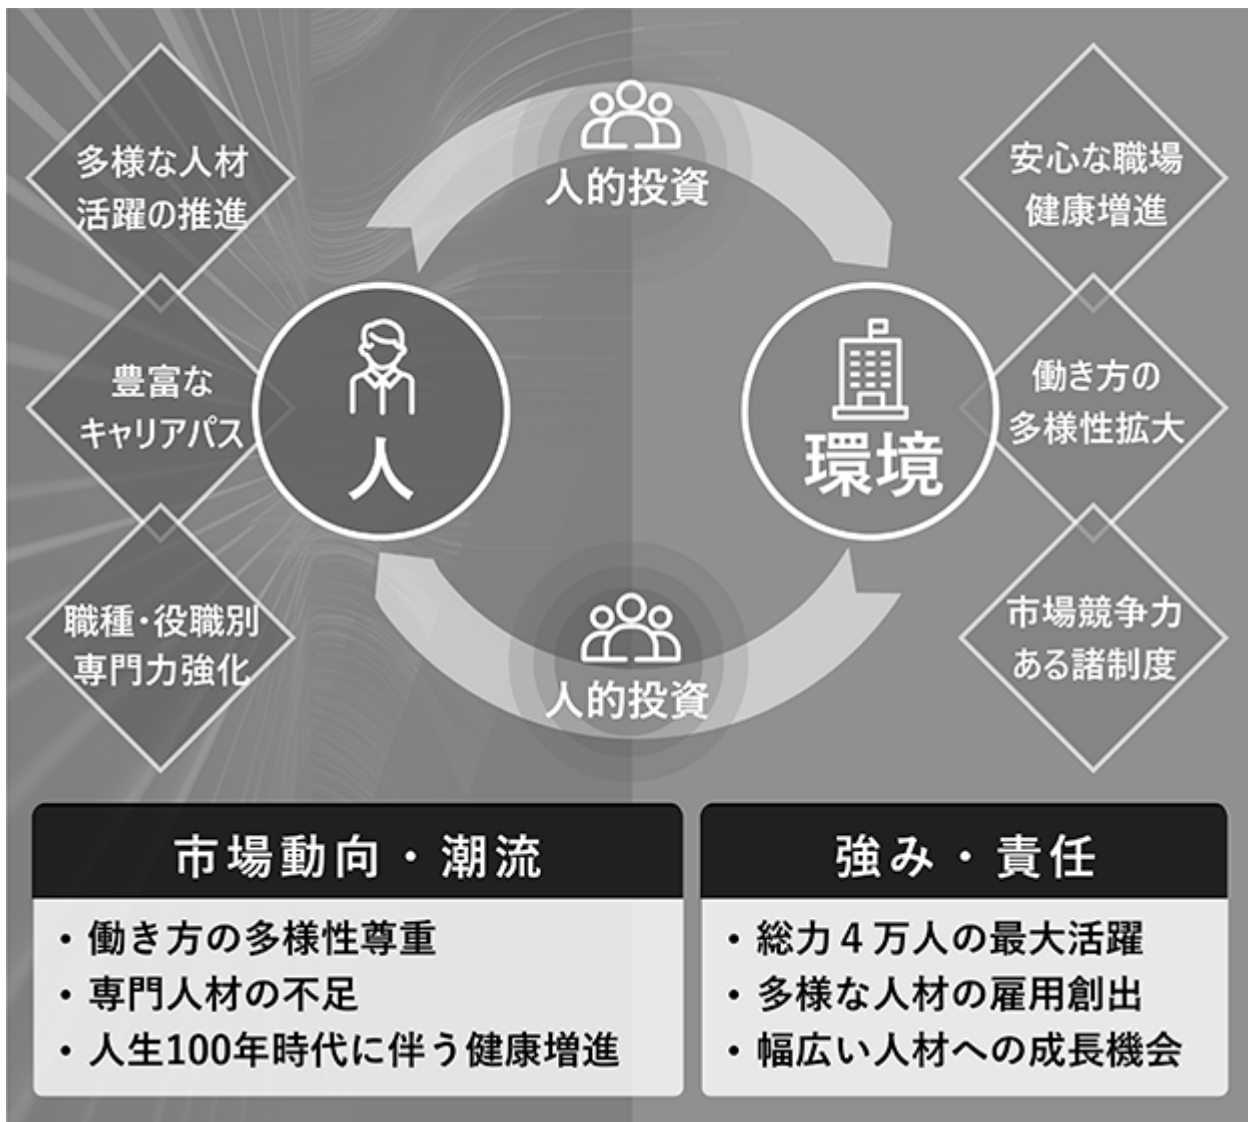 人的投資
多様な人材
活躍の推進
豊富な
キャリアパス
職種・役職別
専門力強化
人
環境
安心な職場
健康増進
働き方の
多様性拡大
市場競争力
ある諸制度
人的投資
市場動向・潮流
・働き方の多様性尊重
・専門人材の不足
・人生100年時代に伴う健康増進
強み・責任
・総力4万人の最大活躍
・多様な人材の雇用創出
・幅広い人材への成長機会